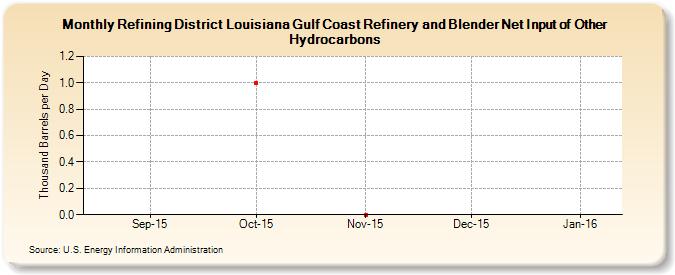 Monthly Refining District Louisiana Gulf Coast Refinery and Blender Net Input of Other
Hydrocarbons
Thousand Barrels per Day
1.2
1.0
0.8
0.6
0.4
0.2
0.0
Sep-15 Oct-15 Nov-15 Dec-15 Jan-16
Source: U.S. Energy Information Administration